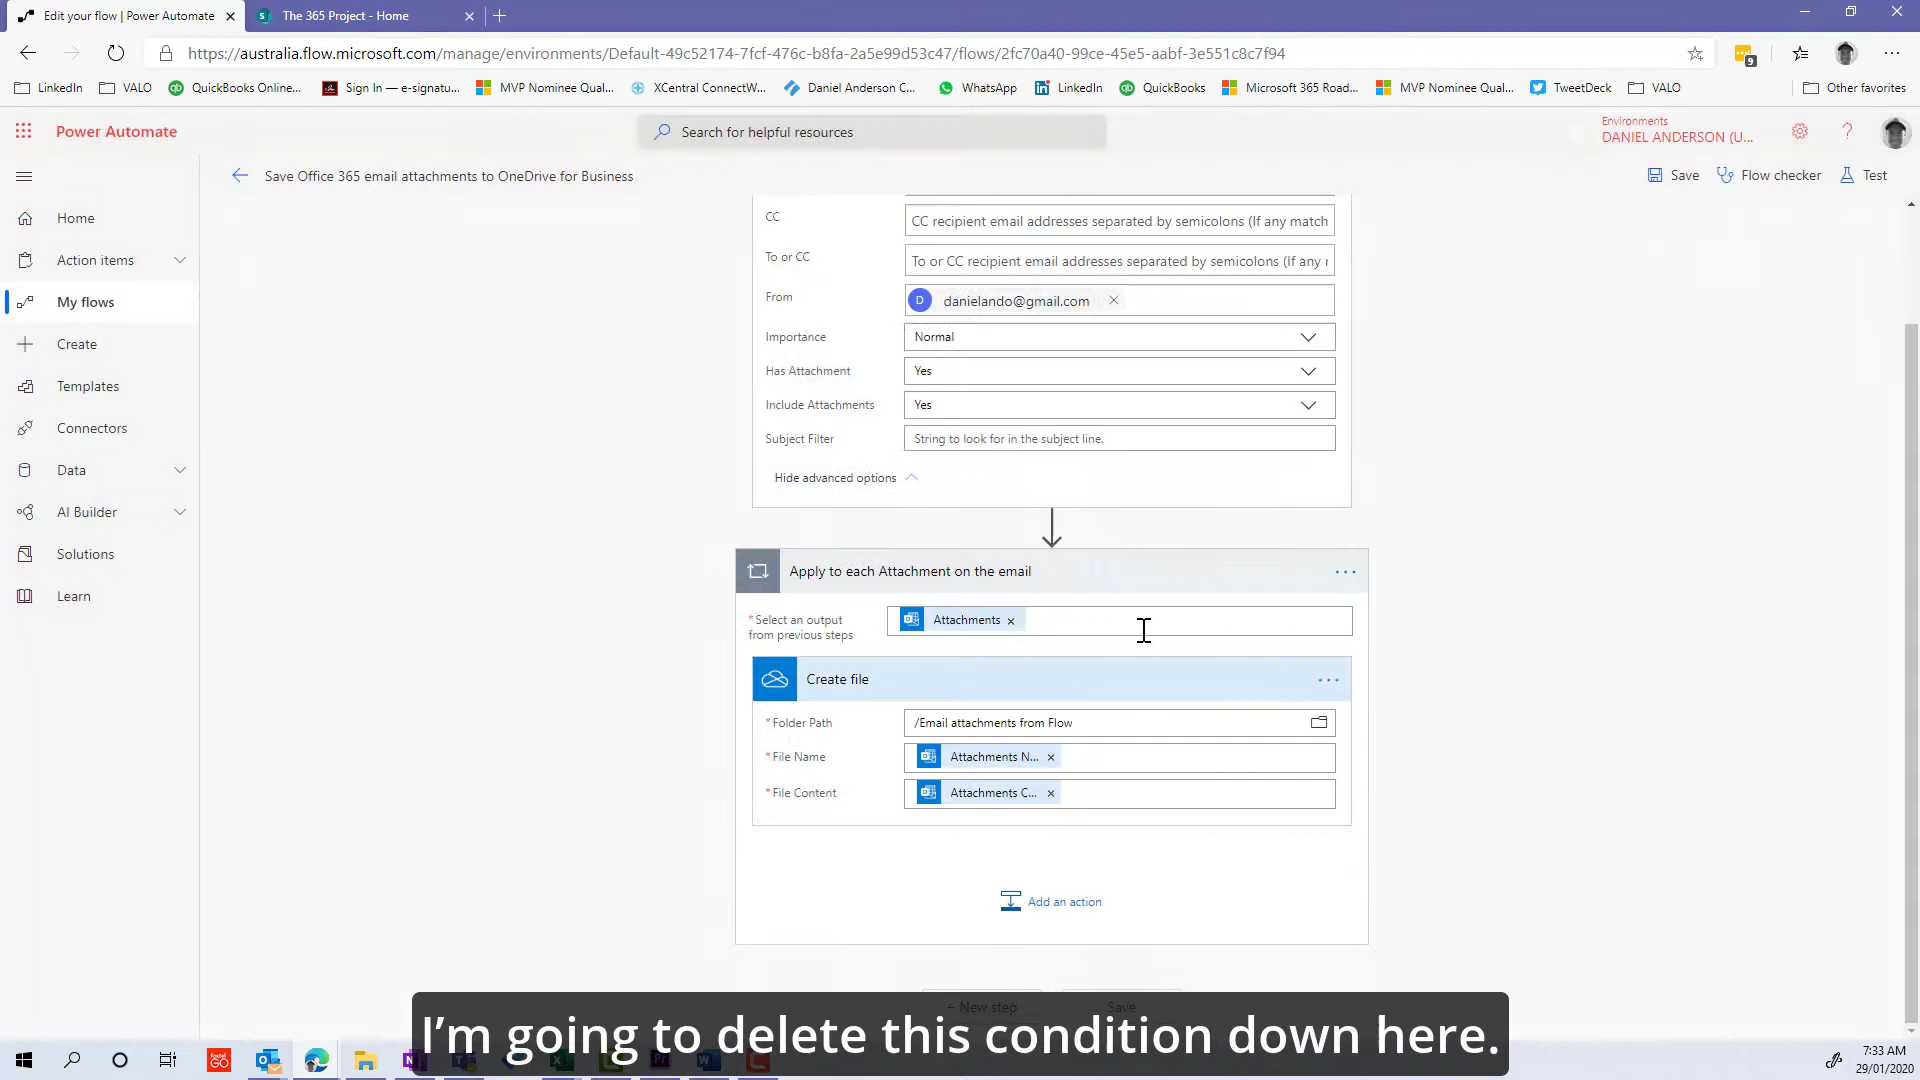 Edit your flow | Power Automate
The 365 Project - Home
https://australia.flow.microsoft.com/manage/environments/Default-49c52174-7fcf-476c-b8fa-2a5e99d53c47/flows/2fc70a40-99ce-45e5-aabf-3e551c8c7f94
9
LinkedIn VALO QuickBooks Online... Sign In — e-signatu... MVP Nominee Qual... XCentral ConnectW... Daniel Anderson C... WhatsApp LinkedIn QuickBooks Microsoft 365 Road... MVP Nominee Qual... TweetDeck VALO Other favorites
Power Automate
Search for helpful resources
Environments
DANIEL ANDERSON (U...
Save Office 365 email attachments to OneDrive for Business
Save Flow checker Test
Home
Action items
My flows
Create
Templates
Connectors
Data
AI Builder
Solutions
Learn
CC CC recipient email addresses separated by semicolons (If any match
To or CC To or CC recipient email addresses separated by semicolons (If any
From D danielando@gmail.com
Importance Normal
Has Attachment Yes
Include Attachments Yes
Subject Filter String to look for in the subject line.
Hide advanced options
Apply to each Attachment on the email
*Select an output
from previous steps
Attachments
Create file
*Folder Path /Email attachments from Flow
*File Name Attachments N...
*File Content Attachments C...
Add an action
+ New step Save
I'm going to delete this condition down here.
7:33 AM
29/01/2020